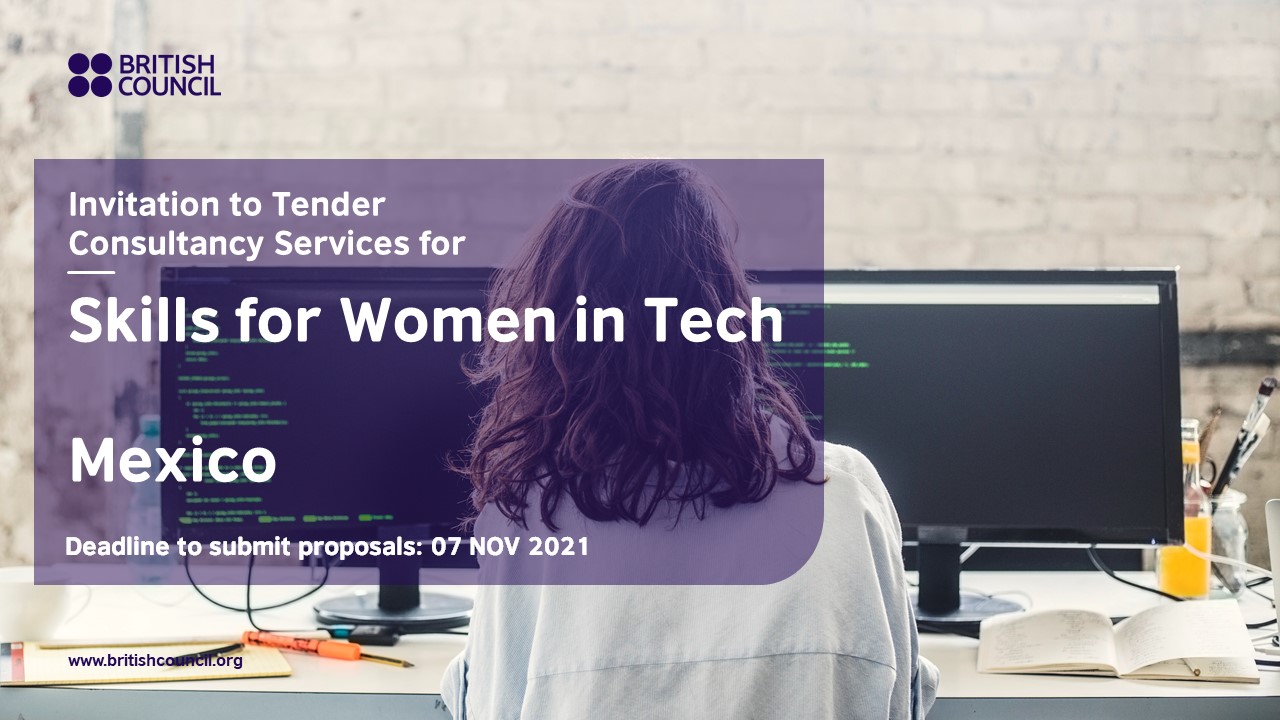 BRITISH
COUNCIL
Invitation to Tender
Consultancy Services for
Skills for Women in Tech
Mexico
Deadline to submit proposals: 07 NOV 2021
www.britishcouncil.org